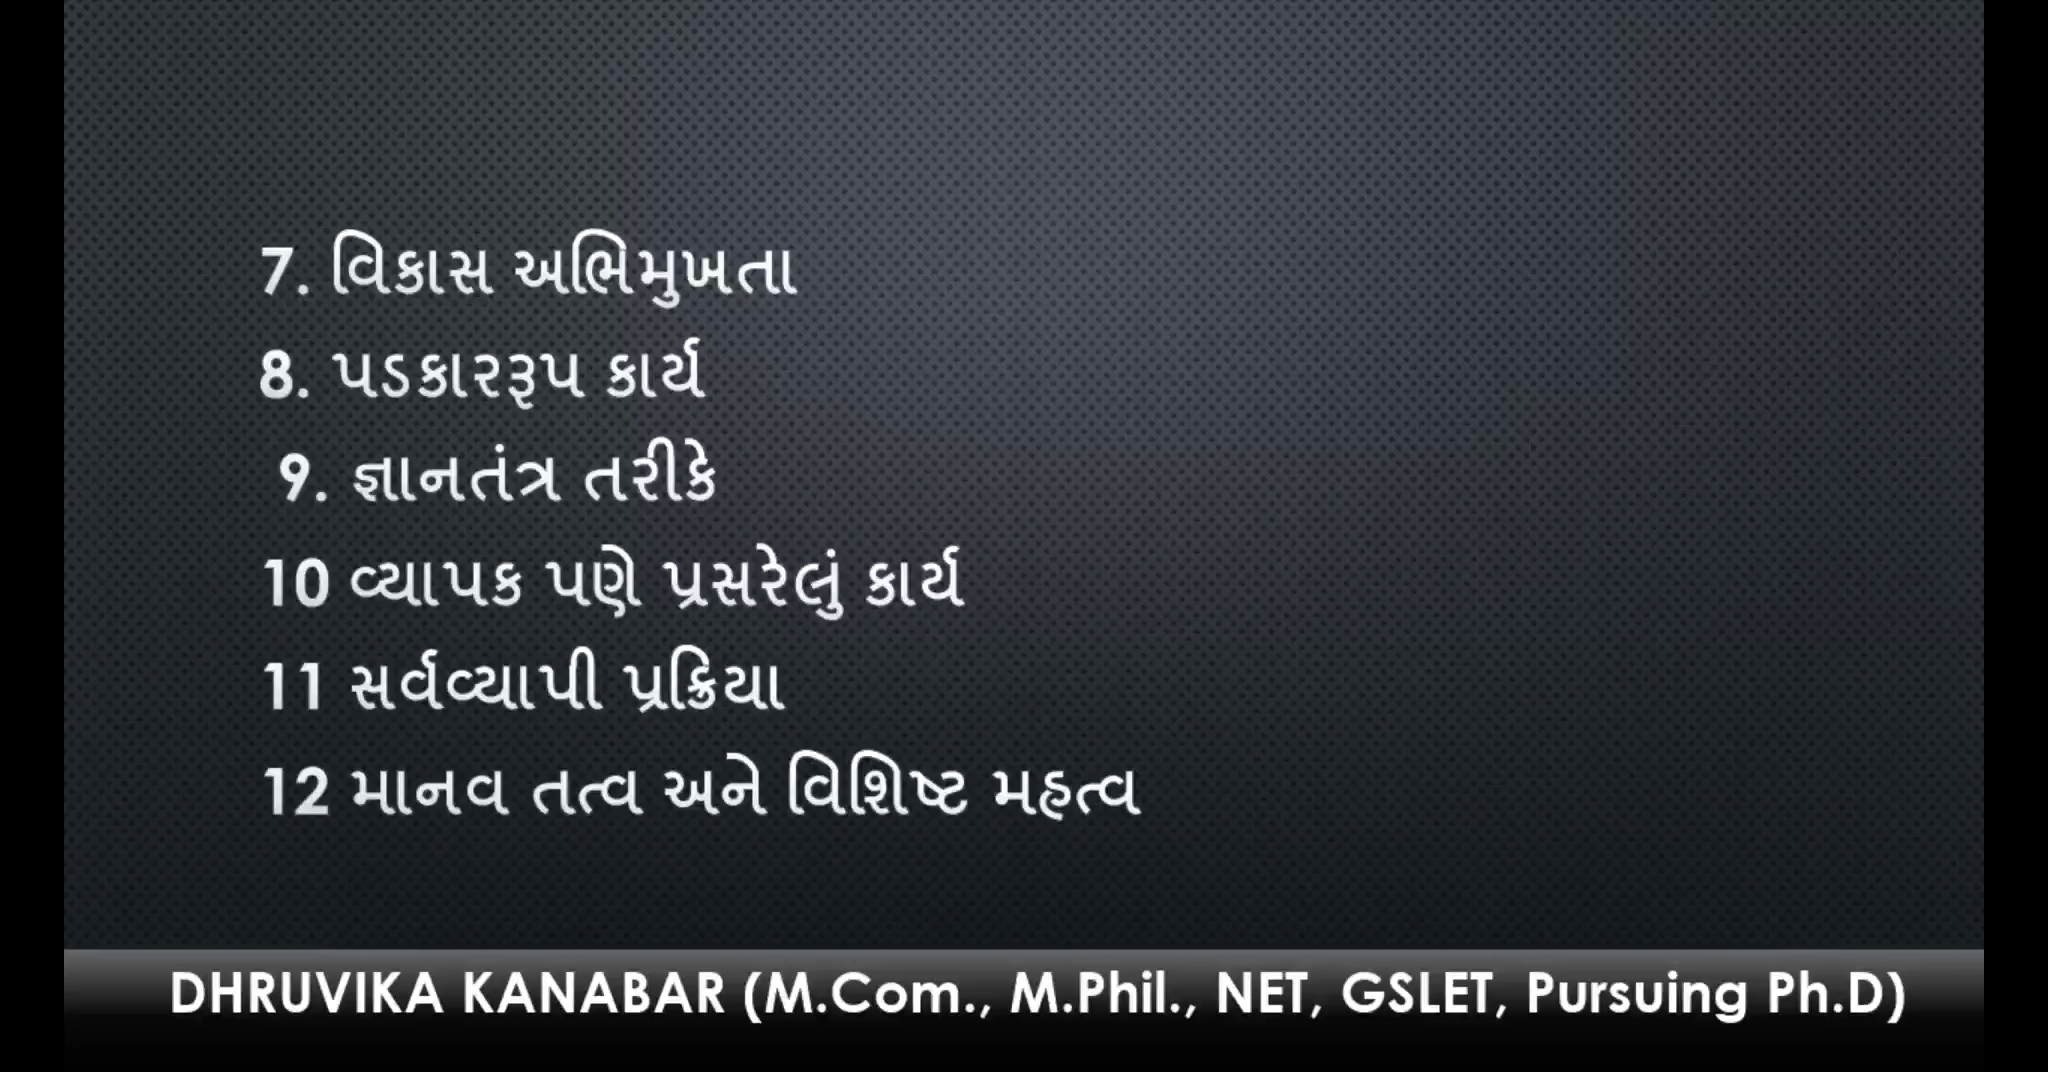 7. વિકાસ અભિમુખતા
8. પડકારરૂપ કાર્ય
9. જ્ઞાનતંત્ર તરીકે
10 વ્યાપક પણે પ્રસરેલું કાર્ય
11 સર્વવ્યાપી પ્રક્રિયા
12 માનવ તત્વ અને વિશિષ્ટ મહત્વ
DHRUVIKA KANABAR (M.Com., M.Phil., NET, GSLET, Pursuing Ph.D)